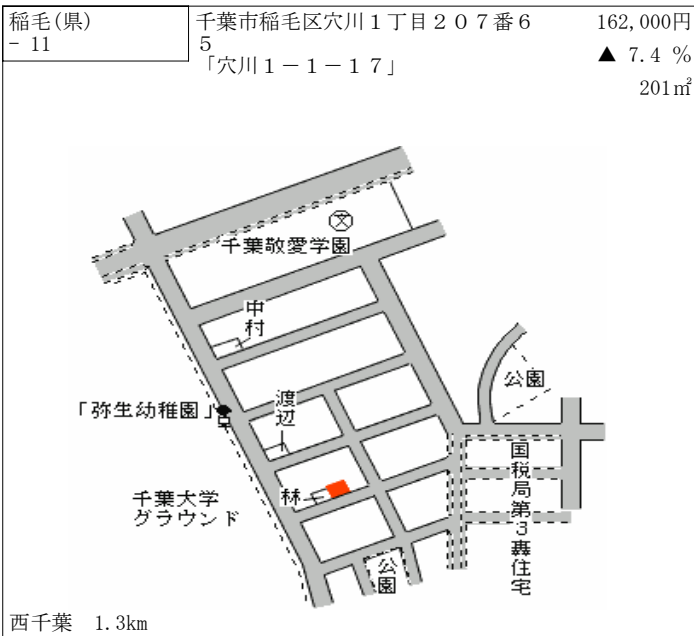 稲毛(県)
- 11
千葉市稲毛区穴川１丁目２０７番６
５
「穴川１－１－１７」
162,000円
▲ 7.4 %
201㎡
千葉敬愛学園
中村
公園
「弥生幼稚園」
渡辺
国税局第3轟住宅
林
千葉大学
グラウンド
公園
西千葉 1.3km